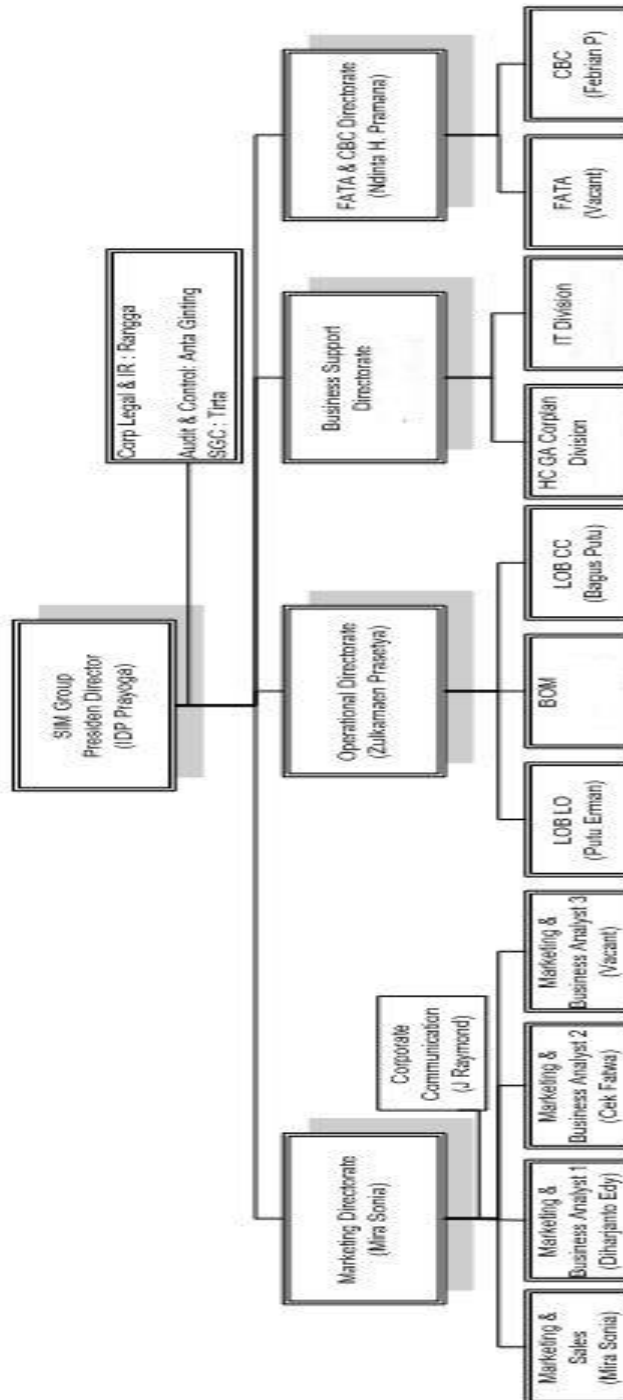 SIM Group
Presiden Director
(IDP Prayoga)
Corp Legal & IR : Rangga
Audit & Control: Anta Ginting
SGC : Tirta
Marketing Directorate
(Mira Sonia)
Operational Directorate
(Zulkarnaen Prasetya)
Business Support
Directorate
FATA & CBC Directorate
(Ndinta H. Pramana)
Corporate
Communication
(J Raymond)
Marketing &
Sales
(Mira Sonia)
Marketing &
Business Analyst 1
(Diharjanto Edy)
Marketing &
Business Analyst 2
(Cek Fatwa)
Marketing &
Business Analyst 3
(Vacant)
LOB LO
(Putu Erman)
BOM
LOB CC
(Bagus Putu)
HC GA Corplan
Division
IT Division
FATA
(Vacant)
CBC
(Febrian P)